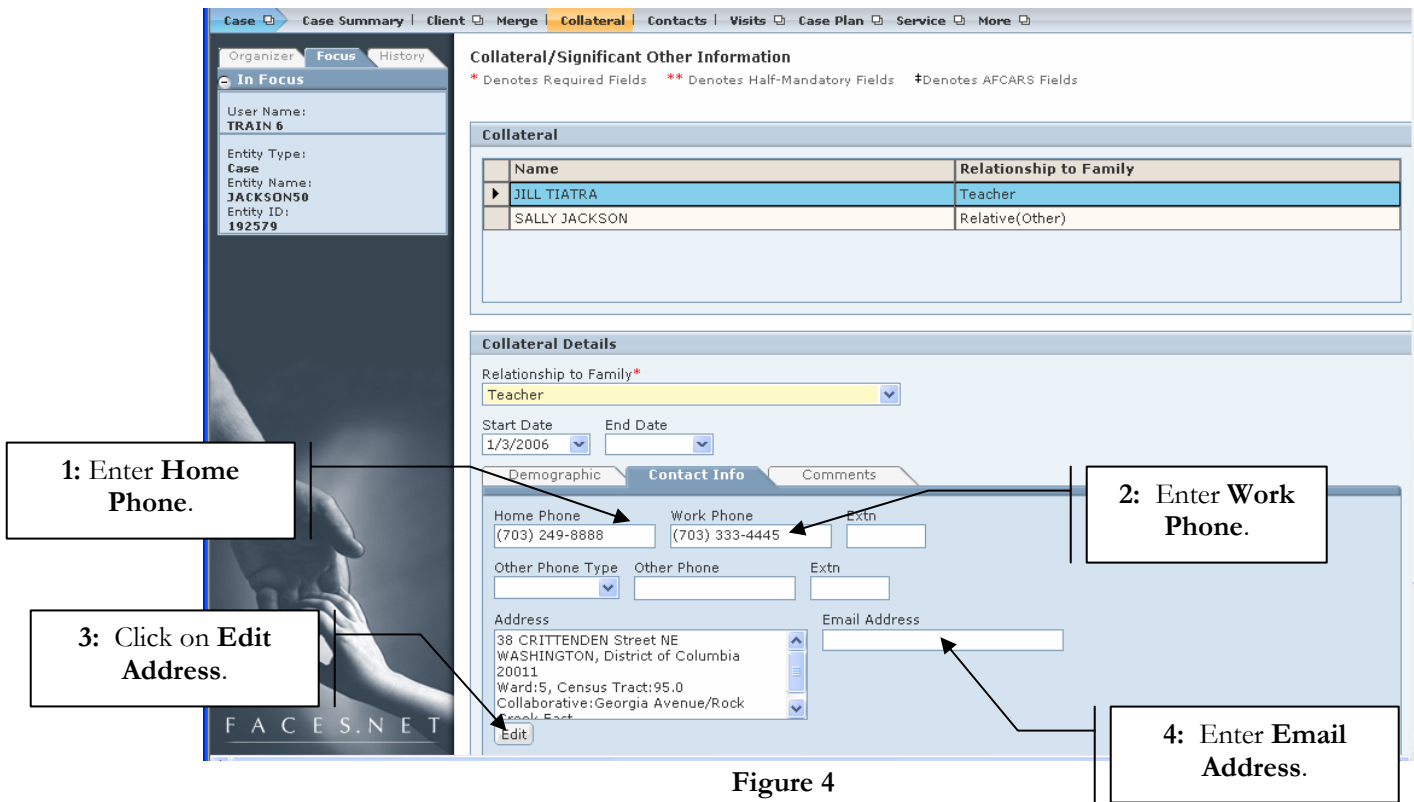 Case Case Summary | Client Merge | Collateral | Contacts | Visits Case Plan Service More
Organizer Focus History
In Focus
User Name:
TRAIN 6
Entity Type:
Case
Entity Name:
JACKSON50
Entity ID:
192579
Collateral/Significant Other Information
* Denotes Required Fields ** Denotes Half-Mandatory Fields ‡Denotes AFCARS Fields
Collateral
Name Relationship to Family
JILL TIATRA Teacher
SALLY JACKSON Relative(Other)
Collateral Details
Relationship to Family*
Teacher
Start Date End Date
1/3/2006
Demographic Contact Info Comments
1: Enter Home
Phone.
2: Enter Work
Phone.
Home Phone Work Phone Extn
(703) 249-8888 (703) 333-4445
Other Phone Type Other Phone Extn
Address Email Address
38 CRITTENDEN Street NE
WASHINGTON, District of Columbia
20011
Ward:5, Census Tract:95.0
Collaborative:Georgia Avenue/Rock
Creek East
Edit
3: Click on Edit
Address.
4: Enter Email
Address.
FACES.NET
Figure 4